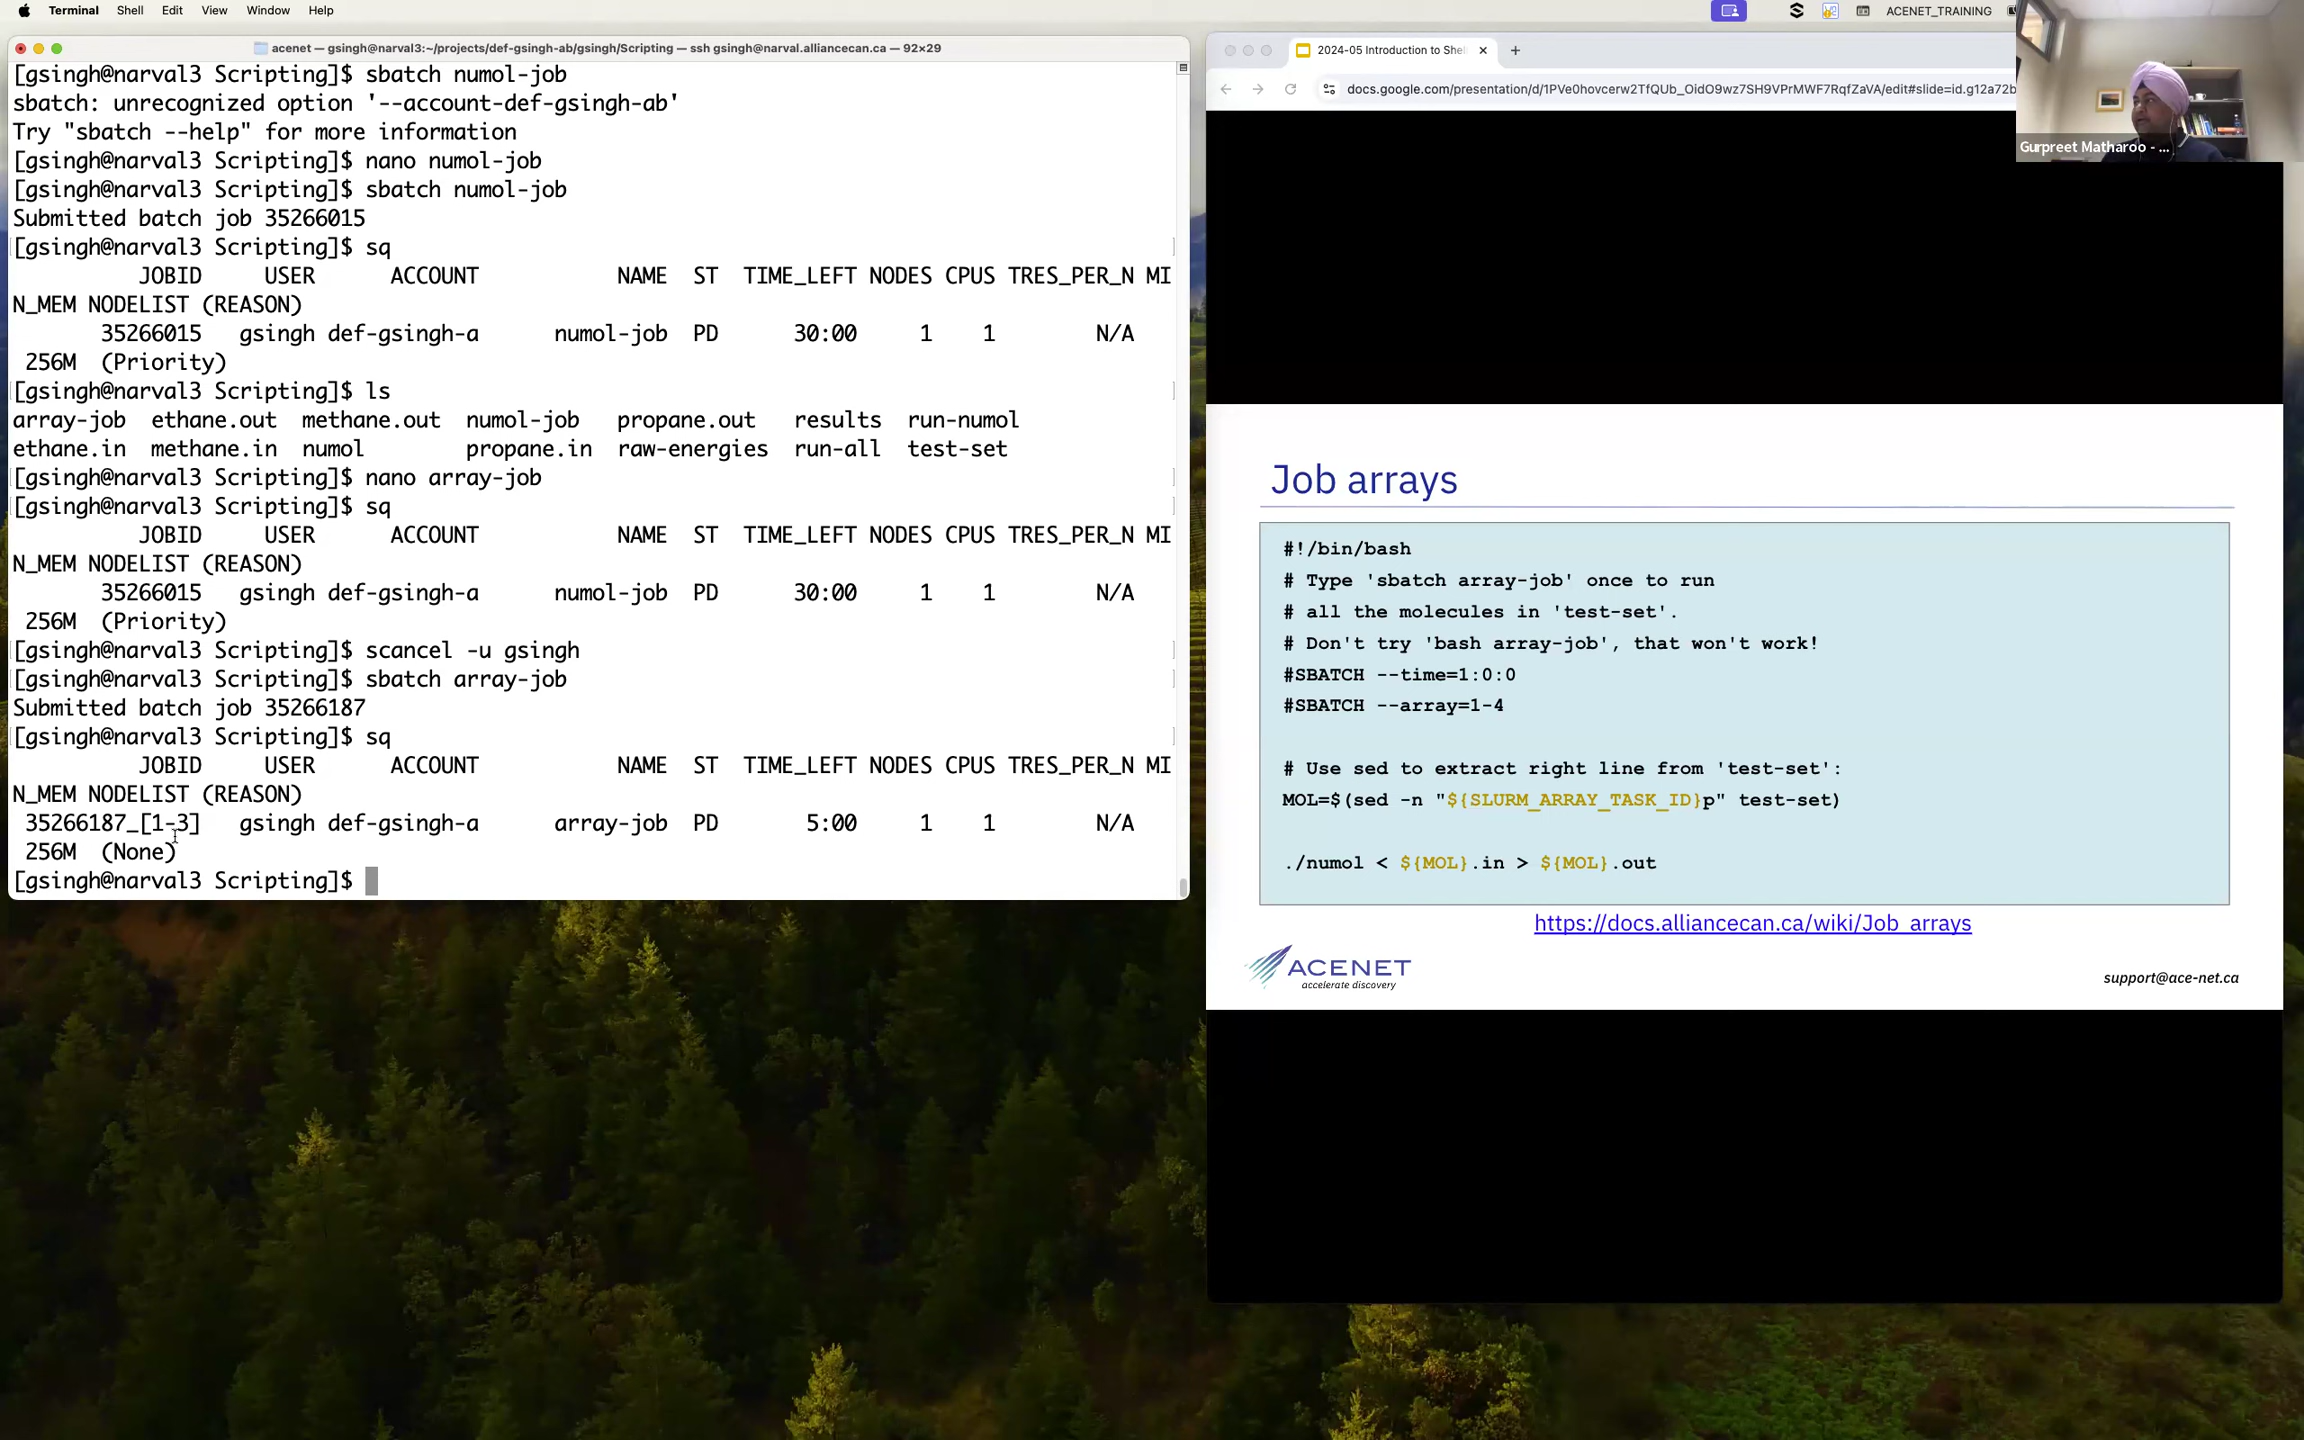 Terminal Shell Edit View Window Help
ACENET_TRAINING
acenet — gsingh@narval3:~/projects/def-gsingh-ab/gsingh/Scripting — ssh gsingh@narval.alliancecan.ca — 92×29
[gsingh@narval3 Scripting]$ sbatch numol-job
sbatch: unrecognized option '--account-def-gsingh-ab'
Try "sbatch --help" for more information
[gsingh@narval3 Scripting]$ nano numol-job
[gsingh@narval3 Scripting]$ sbatch numol-job
Submitted batch job 35266015
[gsingh@narval3 Scripting]$ sq
JOBID USER ACCOUNT NAME ST TIME_LEFT NODES CPUS TRES_PER_N MI
N_MEM NODELIST (REASON)
35266015 gsingh def-gsingh-a numol-job PD 30:00 1 1 N/A
256M (Priority)
[gsingh@narval3 Scripting]$ ls
array-job ethane.out methane.out numol-job propane.out results run-numol
ethane.in methane.in numol propane.in raw-energies run-all test-set
[gsingh@narval3 Scripting]$ nano array-job
[gsingh@narval3 Scripting]$ sq
JOBID USER ACCOUNT NAME ST TIME_LEFT NODES CPUS TRES_PER_N MI
N_MEM NODELIST (REASON)
35266015 gsingh def-gsingh-a numol-job PD 30:00 1 1 N/A
256M (Priority)
[gsingh@narval3 Scripting]$ scancel -u gsingh
[gsingh@narval3 Scripting]$ sbatch array-job
Submitted batch job 35266187
[gsingh@narval3 Scripting]$ sq
JOBID USER ACCOUNT NAME ST TIME_LEFT NODES CPUS TRES_PER_N MI
N_MEM NODELIST (REASON)
35266187_[1-3] gsingh def-gsingh-a array-job PD 5:00 1 1 N/A
256M (None)
[gsingh@narval3 Scripting]$
2024-05 Introduction to She
docs.google.com/presentation/d/1PVe0hovcerw2TfQUb_OidO9wz7SH9VPrMWF7RqfZaVA/edit#slide=id.g12a72b
Gurpreet Matharoo - ...
Job arrays
#!/bin/bash
# Type 'sbatch array-job' once to run
# all the molecules in 'test-set'.
# Don't try 'bash array-job', that won't work!
#SBATCH --time=1:0:0
#SBATCH --array=1-4
# Use sed to extract right line from 'test-set':
MOL=$(sed -n "${SLURM_ARRAY_TASK_ID}p" test-set)
./numol < ${MOL}.in > ${MOL}.out
https://docs.alliancecan.ca/wiki/Job_arrays
ACENET
accelerate discovery
support@ace-net.ca